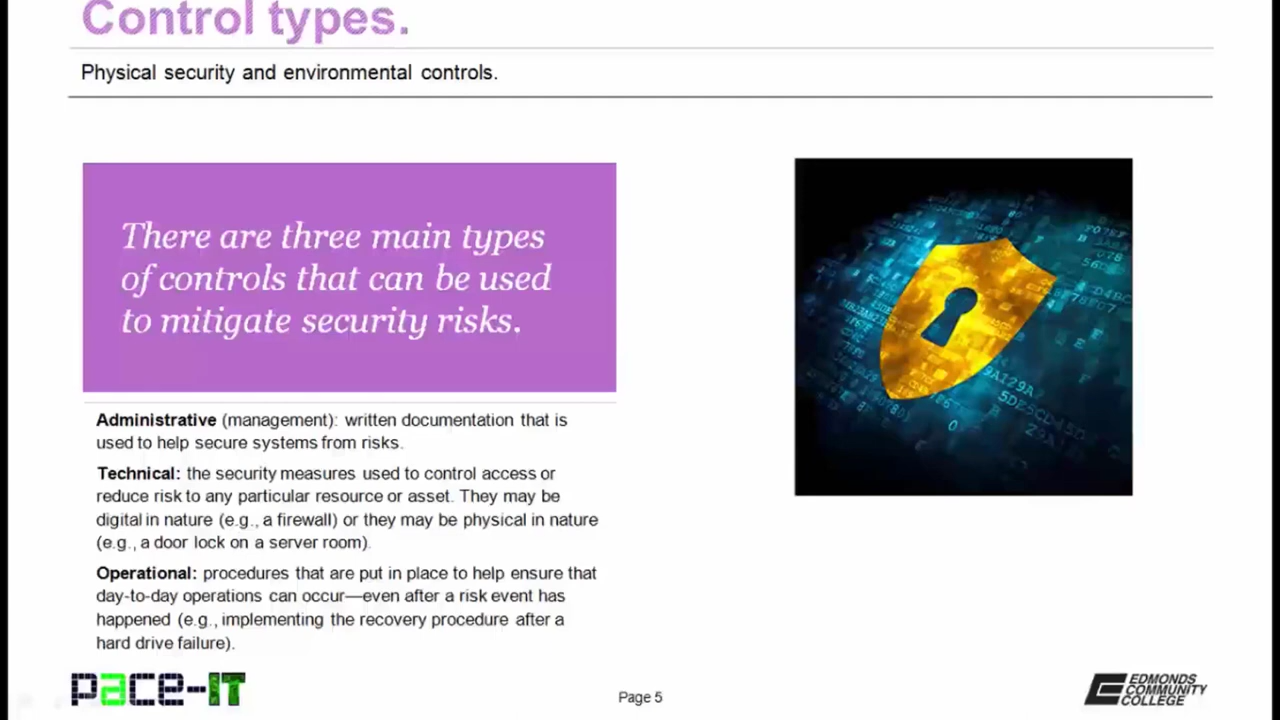 Control types.
Physical security and environmental controls.
There are three main types
of controls that can be used
to mitigate security risks.
Administrative (management): written documentation that is
used to help secure systems from risks.
Technical: the security measures used to control access or
reduce risk to any particular resource or asset. They may be
digital in nature (e.g., a firewall) or they may be physical in nature
(e.g., a door lock on a server room).
Operational: procedures that are put in place to help ensure that
day-to-day operations can occur—even after a risk event has
happened (e.g., implementing the recovery procedure after a
hard drive failure).
pace-IT
Page 5
EDMONDS
COMMUNITY
COLLEGE